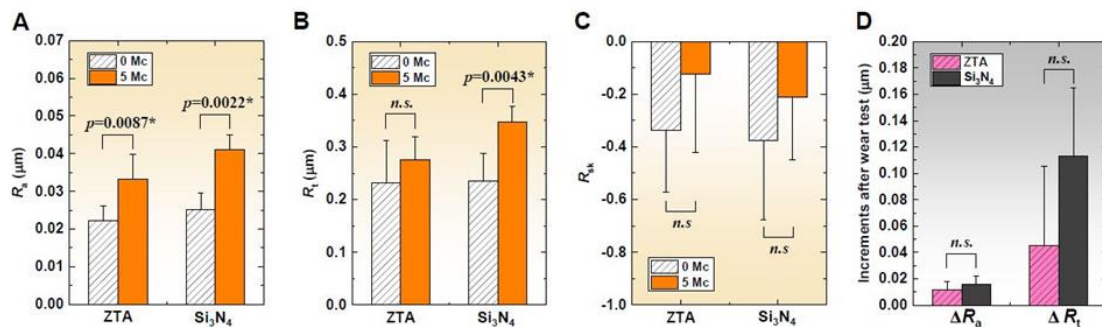 A
0.07
0.06
0.05
0.04
0.03
0.02
0.01
0.00
Ra (μm)
0 Mc
5 Mc
p=0.0087*
p=0.0022*
ZTA
Si3N4
B
0.5
0.4
0.3
0.2
0.1
0.0
Rt (μm)
0 Mc
5 Mc
n.s.
p=0.0043*
ZTA
Si3N4
C
0.0
-0.2
-0.4
-0.6
-0.8
-1.0
Rsk
n.s
n.s
0 Mc
5 Mc
ZTA
Si3N4
D
0.20
0.18
0.16
0.14
0.12
0.10
0.08
0.06
0.04
0.02
0.00
Increments after wear test (μm)
ZTA
Si3N4
n.s.
n.s.
ΔRa
Δ Rt